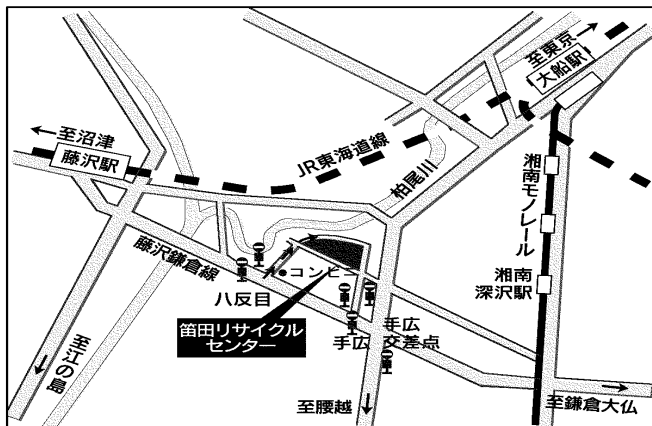 至東京
大船駅
至沼津
藤沢駅
JR東海道線
柏尾川
湘南モノレール
藤沢鎌倉線
コンビニ
八反目
湘南
深沢駅
笛田リサイクル
センター
手広
手広
交差点
至江の島
至腰越
至鎌倉大仏